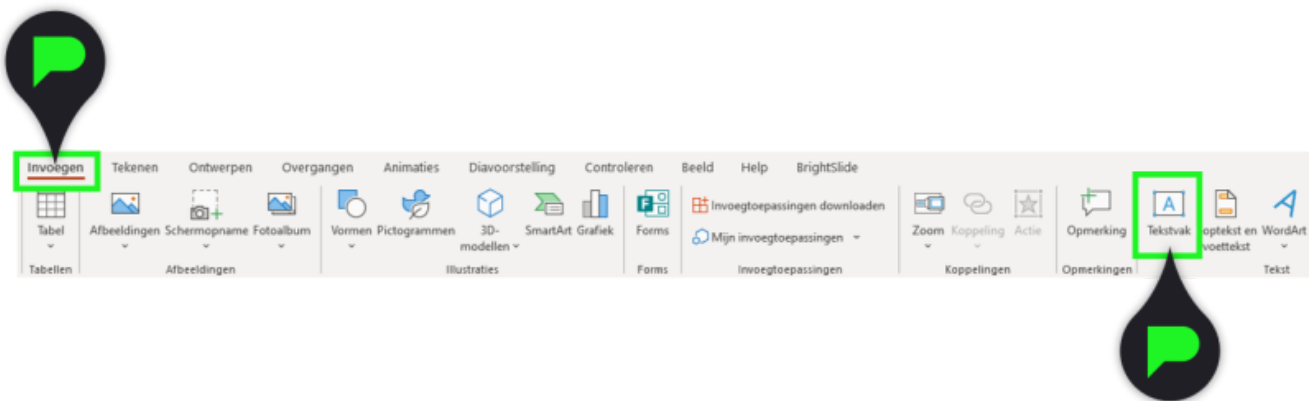 Invoegen Tekenen Ontwerpen Overgangen Animaties Diavoorstelling Controleren Beeld Help BrightSlide
Invoegtoepassingen downloaden
Tabel Afbeeldingen Schermopname Fotoalbum Vormen Pictogrammen 3D- SmartArt Grafiek Forms Zoom Koppeling Actie Opmerking Tekstvak optekst en WordArt
Mijn invoegtoepassingen
modellen voettekst
Tabellen Afbeeldingen Illustraties Forms Invoegtoepassingen Koppelingen Opmerkingen Tekst